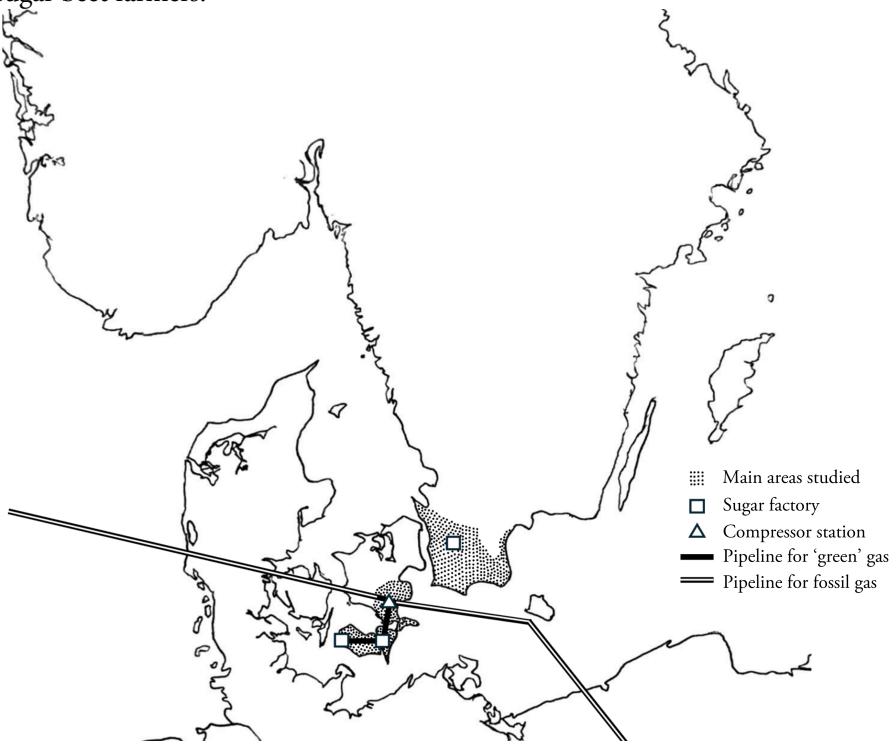 Main areas studied
Sugar factory
Compressor station
Pipeline for ‘green’ gas
Pipeline for fossil gas